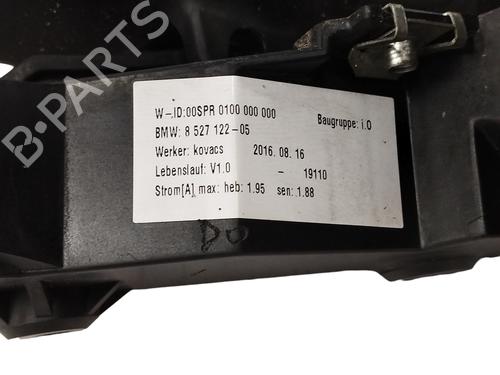 B-PARTS
W-.ID:00SPR 0100 000 000
Baugruppe: i.O
BMW: 8 527 122-05
Werker: kovacs 2016. 08. 16
Lebenslauf: V1.0 - 19110
Strom[A] max: heb: 1.95 sen: 1.88
DO